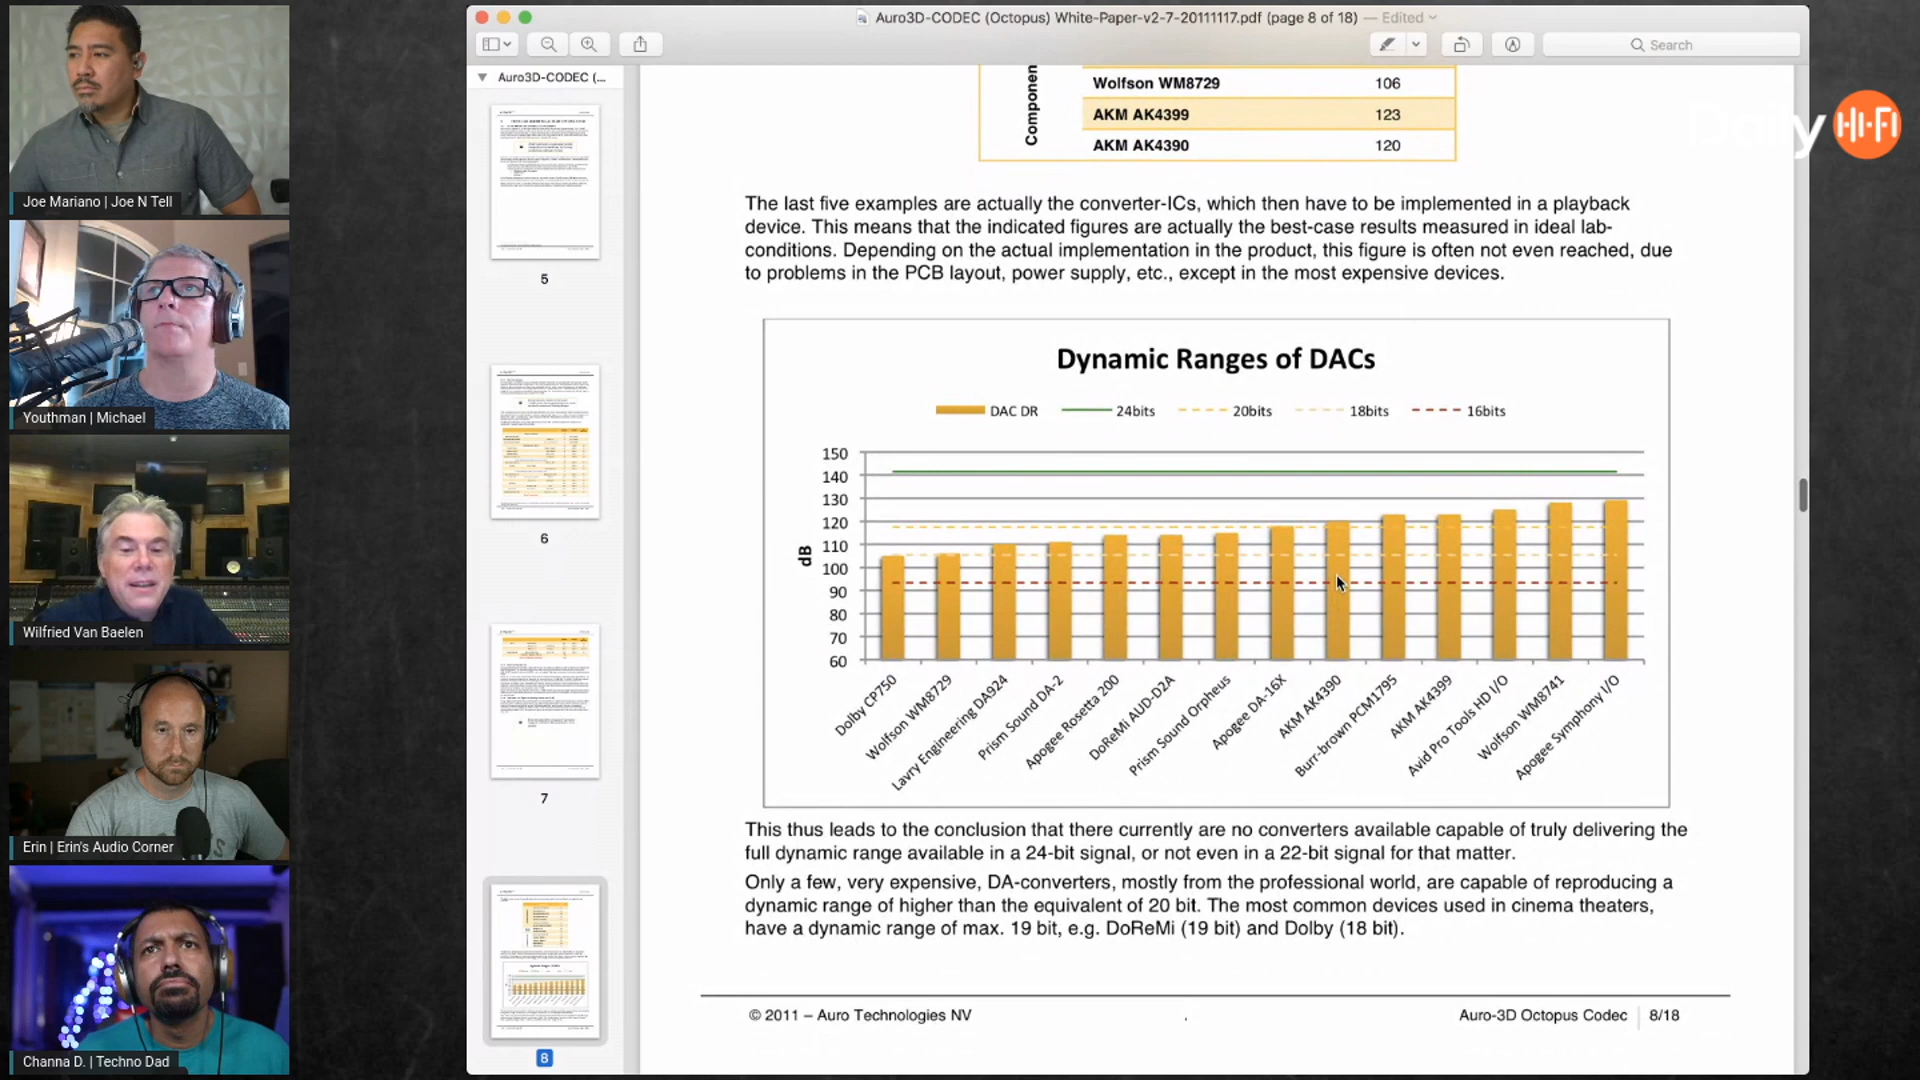 Joe Mariano | Joe N Tell
Youthman | Michael
Wilfried Van Baelen
Erin | Erin's Audio Corner
Channa D. | Techno Dad
Auro3D-CODEC (Octopus) White-Paper-v2-7-20111117.pdf (page 8 of 18) — Edited
Search
Auro3D-CODEC (...
5
6
7
8
Daily HI-FI
Componen
Wolfson WM8729 106
AKM AK4399 123
AKM AK4390 120
The last five examples are actually the converter-ICs, which then have to be implemented in a playback
device. This means that the indicated figures are actually the best-case results measured in ideal lab-
conditions. Depending on the actual implementation in the product, this figure is often not even reached, due
to problems in the PCB layout, power supply, etc., except in the most expensive devices.
Dynamic Ranges of DACs
DAC DR 24bits 20bits 18bits 16bits
dB
150
140
130
120
110
100
90
80
70
60
Dolby CP750
Wolfson WM8729
Lavry Engineering DA924
Prism Sound DA-2
Apogee Rosetta 200
DoReMi AUD-D2A
Prism Sound Orpheus
Apogee DA-16X
AKM AK4390
Burr-brown PCM1795
AKM AK4399
Avid Pro Tools HD I/O
Wolfson WM8741
Apogee Symphony I/O
This thus leads to the conclusion that there currently are no converters available capable of truly delivering the
full dynamic range available in a 24-bit signal, or not even in a 22-bit signal for that matter.
Only a few, very expensive, DA-converters, mostly from the professional world, are capable of reproducing a
dynamic range of higher than the equivalent of 20 bit. The most common devices used in cinema theaters,
have a dynamic range of max. 19 bit, e.g. DoReMi (19 bit) and Dolby (18 bit).
© 2011 – Auro Technologies NV
.
Auro-3D Octopus Codec | 8/18